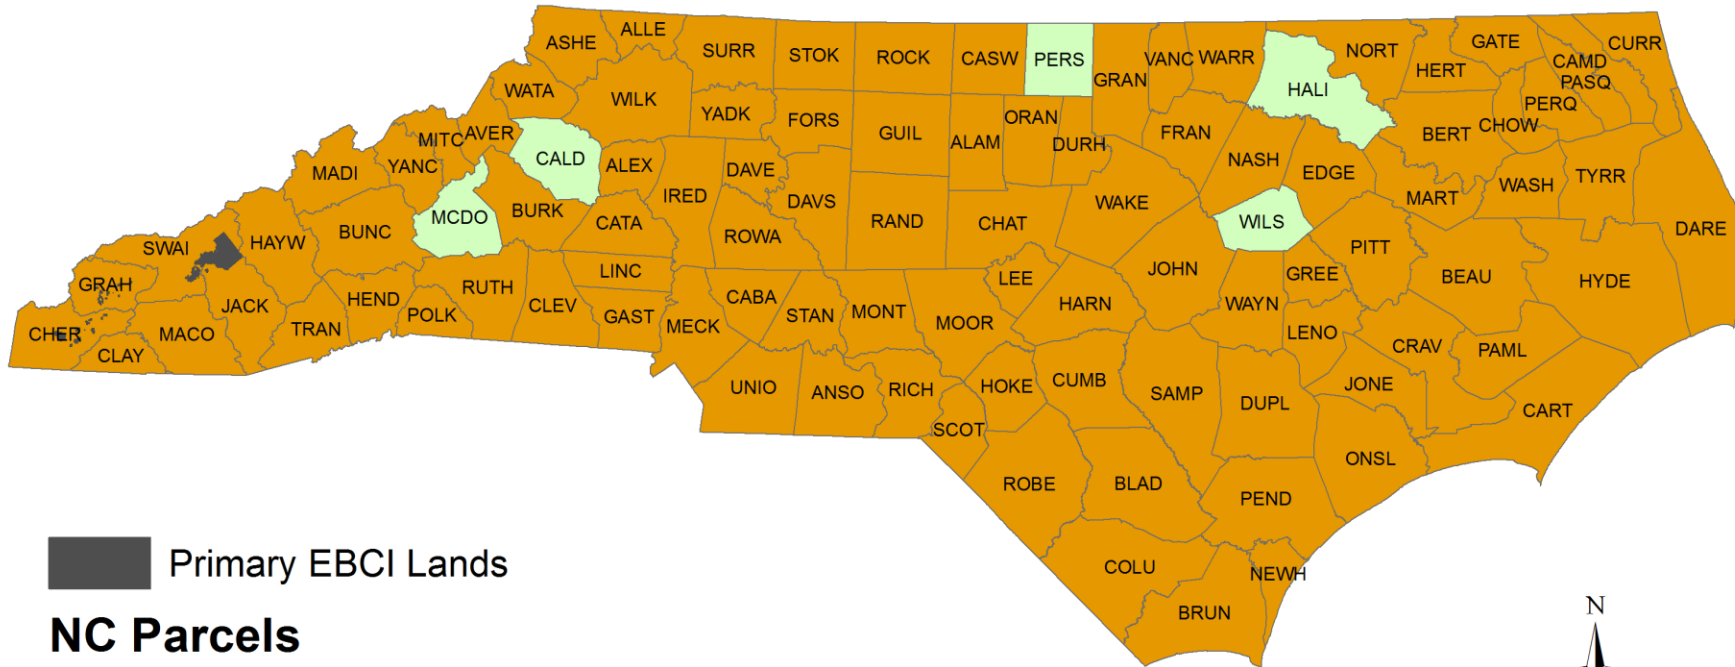 ALLE
ASHE
SURR
STOK
ROCK
CASW
PERS
GRAN
VANC
WARR
NORT
GATE
CURR
HERT
CAMD
PASQ
HALI
PERQ
CHOW
BERT
WATA
WILK
YADK
FORS
GUIL
ALAM
ORAN
DURH
FRAN
NASH
EDGE
MITC
AVER
CALD
ALEX
MADI
YANC
IRED
DAVE
DAVS
WAKE
MART
WASH
TYRR
DARE
MCDO
BURK
CATA
RAND
CHAT
WILS
ROWA
PITT
SWAI
HAYW
BUNC
JOHN
GREE
BEAU
HYDE
GRAH
JACK
HEND
RUTH
LINC
CLEV
GAST
CABA
LEE
HARN
WAYN
CHER
MACO
TRAN
POLK
MECK
STAN
MONT
MOOR
LENO
CRAV
PAML
CLAY
UNIO
ANSO
RICH
HOKE
CUMB
SAMP
DUPL
JONE
CART
SCOT
ONSL
ROBE
BLAD
PEND
COLU
NEWH
BRUN
Primary EBCI Lands
NC Parcels
N